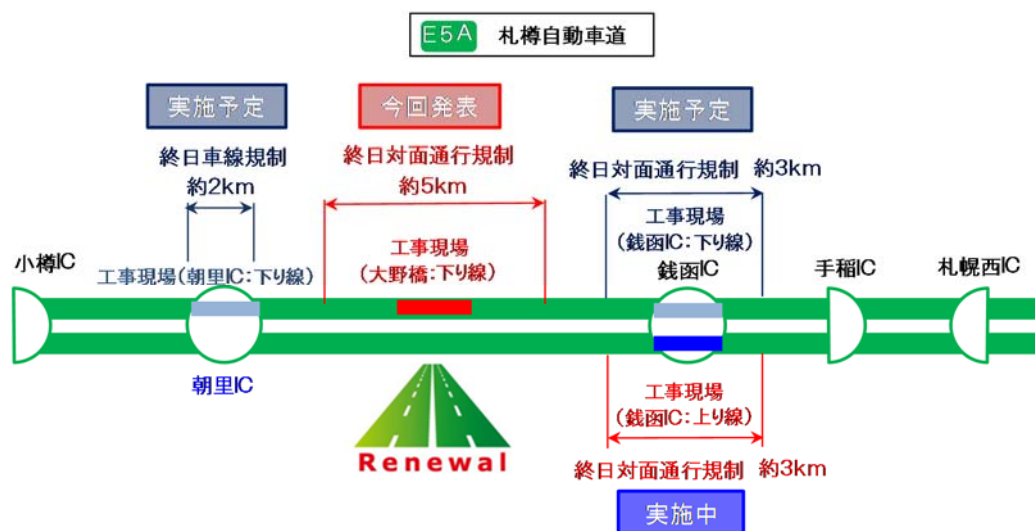 E5A 札樽自動車道
実施予定
今回発表
実施予定
終日車線規制
約2km
終日対面通行規制
約5km
終日対面通行規制 約3km
工事現場
(銭函IC:下り線)
工事現場
(大野橋:下り線)
工事現場(朝里IC:下り線)
小樽IC
銭函IC
手稲IC
札幌西IC
朝里IC
工事現場
(銭函IC:上り線)
Renewal
終日対面通行規制 約3km
実施中